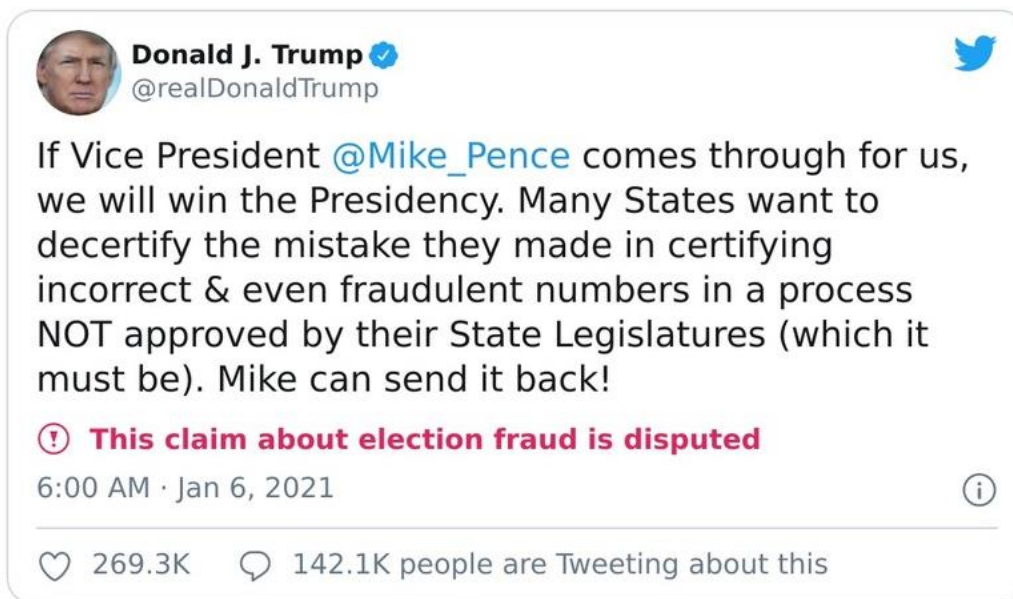 Donald J. Trump
@realDonaldTrump
If Vice President @Mike_Pence comes through for us,
we will win the Presidency. Many States want to
decertify the mistake they made in certifying
incorrect & even fraudulent numbers in a process
NOT approved by their State Legislatures (which it
must be). Mike can send it back!
This claim about election fraud is disputed
6:00 AM · Jan 6, 2021
269.3K 142.1K people are Tweeting about this